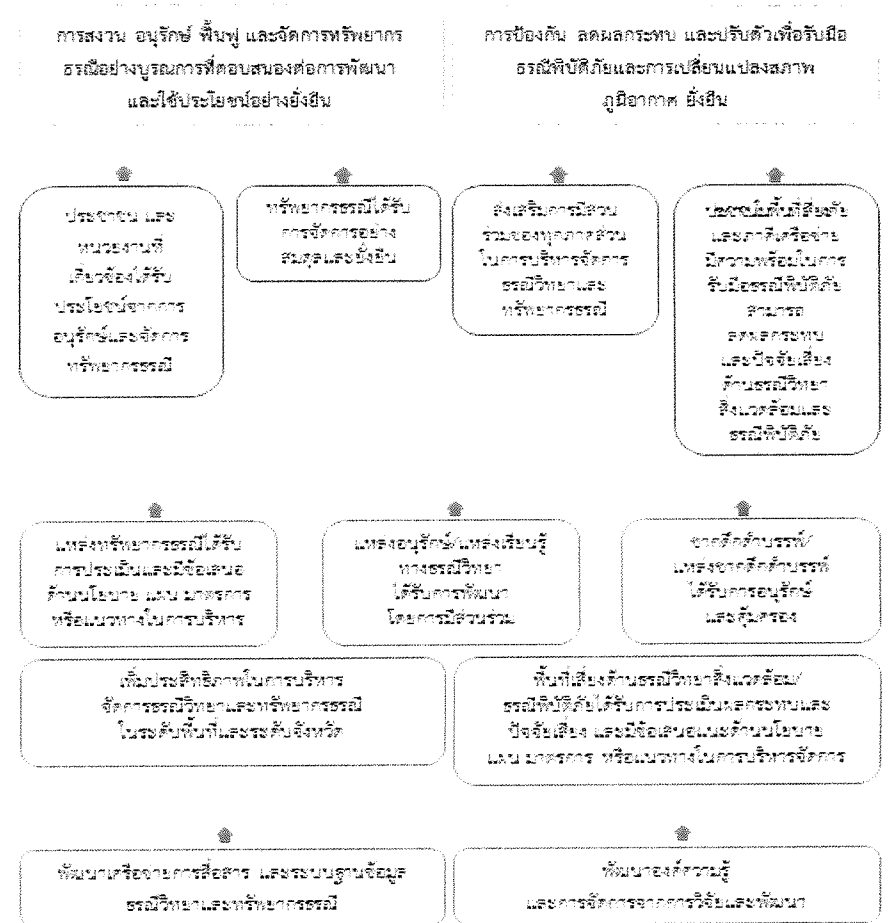 การสงวน อนุรักษ์ ฟื้นฟู และจัดการทรัพยากร
ธรณีอย่างบูรณการที่ตอบสนองต่อการพัฒนา
และใช้ประโยชน์อย่างยั่งยืน
การป้องกัน ลดผลกระทบ และปรับตัวเพื่อรับมือ
ธรณีพิบัติภัยและการเปลี่ยนแปลงสภาพ
ภูมิอากาศ ยั่งยืน
ประชาชน และ
หน่วยงานที่
เกี่ยวข้องได้รับ
ประโยชน์จากการ
อนุรักษ์และจัดการ
ทรัพยากรธรณี
ทรัพยากรธรณีได้รับ
การจัดการอย่าง
สมดุลและยั่งยืน
ส่งเสริมการมีส่วน
ร่วมของทุกภาคส่วน
ในการบริหารจัดการ
ธรณีวิทยาและ
ทรัพยากรธรณี
ประชาชนในพื้นที่เสี่ยงภัย
และภาคีเครือข่าย
มีความพร้อมในการ
รับมือธรณีพิบัติภัย
สามารถ
ลดผลกระทบ
และปัจจัยเสี่ยง
ด้านธรณีวิทยา
สิ่งแวดล้อมและ
ธรณีพิบัติภัย
แหล่งทรัพยากรธรณีได้รับ
การประเมินและมีข้อเสนอ
ด้านนโยบาย แผน มาตรการ
หรือแนวทางในการบริหาร
แหล่งอนุรักษ์/แหล่งเรียนรู้
ทางธรณีวิทยา
ได้รับการพัฒนา
โดยการมีส่วนร่วม
ซากดึกดำบรรพ์/
แหล่งซากดึกดำบรรพ์
ได้รับการอนุรักษ์
และคุ้มครอง
เพิ่มประสิทธิภาพในการบริหาร
จัดการธรณีวิทยาและทรัพยากรธรณี
ในระดับพื้นที่และระดับจังหวัด
พื้นที่เสี่ยงด้านธรณีวิทยาสิ่งแวดล้อม/
ธรณีพิบัติภัยได้รับการประเมินผลกระทบและ
ปัจจัยเสี่ยง และมีข้อเสนอแนะด้านนโยบาย
แผน มาตรการ หรือแนวทางในการบริหารจัดการ
พัฒนาเครือข่ายการสื่อสาร และระบบฐานข้อมูล
ธรณีวิทยาและทรัพยากรธรณี
พัฒนาองค์ความรู้
และการจัดการจากการวิจัยและพัฒนา